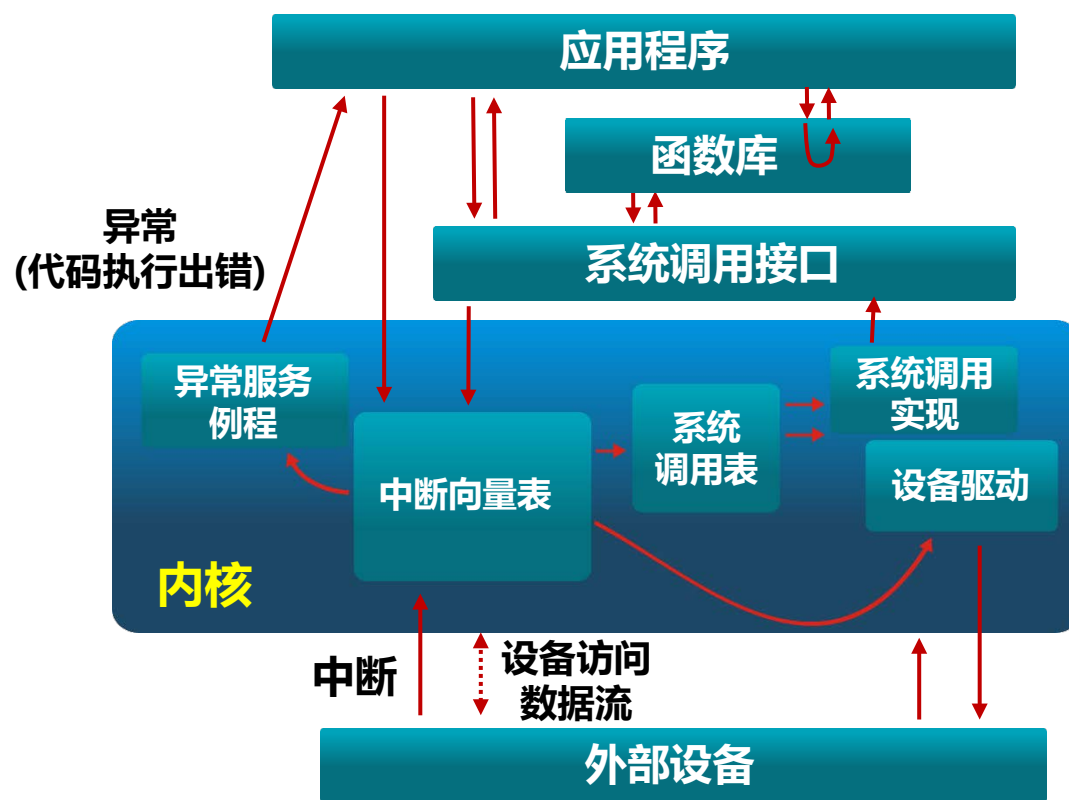 应用程序
函数库
异常
(代码执行出错)
系统调用接口
异常服务
例程
系统调用
实现
系统
调用表
中断向量表
设备驱动
内核
中断
设备访问
数据流
外部设备